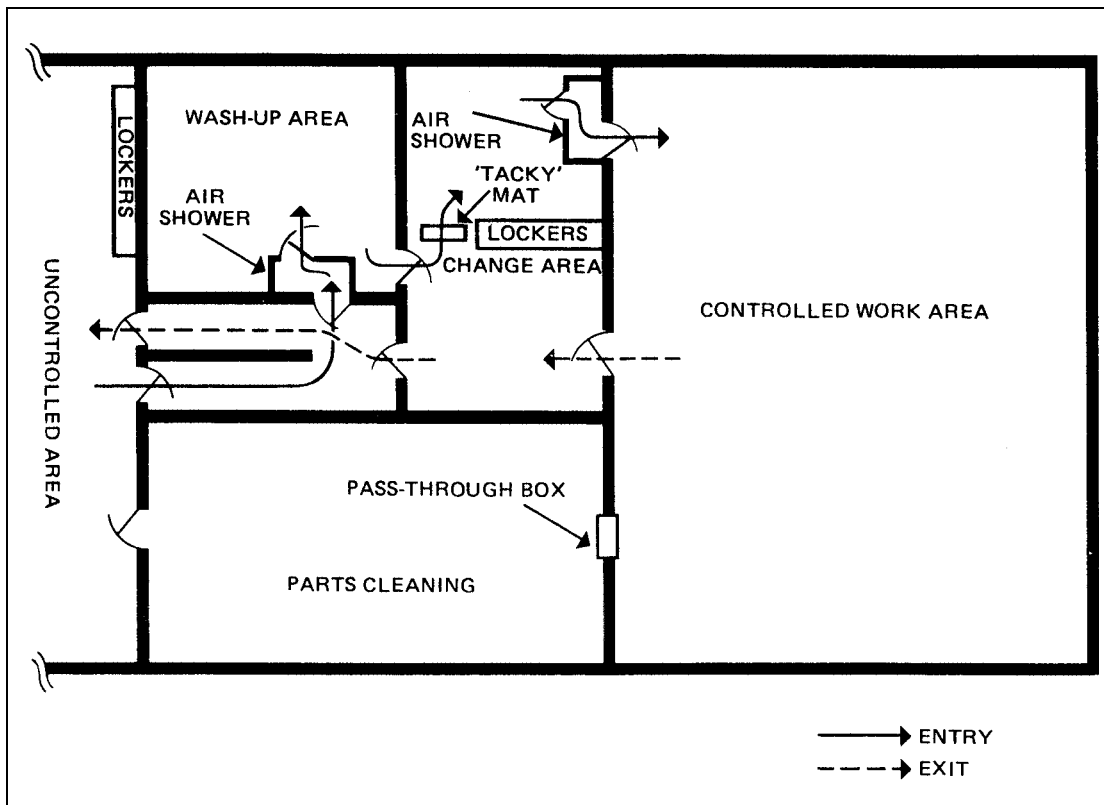 LOCKERS
WASH-UP AREA
AIR
SHOWER
AIR
SHOWER
'TACKY'
MAT
LOCKERS
CHANGE AREA
UNCONTROLLED AREA
CONTROLLED WORK AREA
PASS-THROUGH BOX
PARTS CLEANING
ENTRY
EXIT